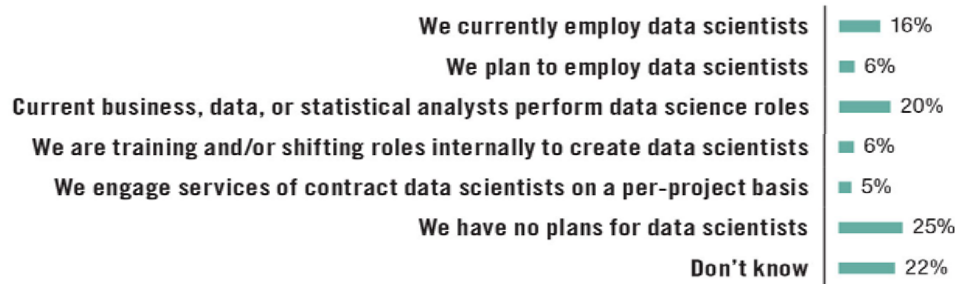 We currently employ data scientists 16%
We plan to employ data scientists 6%
Current business, data, or statistical analysts perform data science roles 20%
We are training and/or shifting roles internally to create data scientists 6%
We engage services of contract data scientists on a per-project basis 5%
We have no plans for data scientists 25%
Don't know 22%